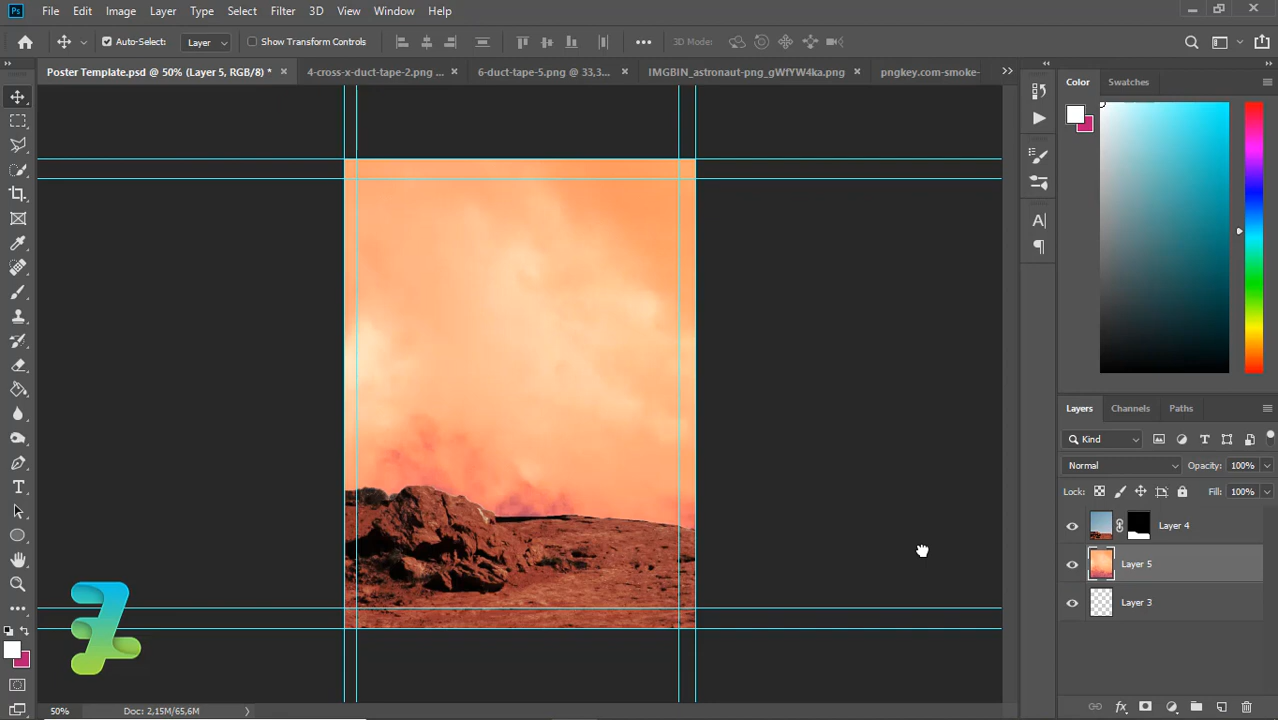 Ps File Edit Image Layer Type Select Filter 3D View Window Help
Auto-Select: Layer Show Transform Controls 3D Mode:
Poster Template.psd @ 50% (Layer 5, RGB/8) * 4-cross-x-duct-tape-2.png ... 6-duct-tape-5.png @ 33,3... IMGBIN_astronaut-png_gWfYW4ka.png pngkey.com-smoke-
Color Swatches
Layers Channels Paths
Kind
Normal Opacity: 100%
Lock: Fill: 100%
Layer 4
Layer 5
Layer 3
50% Doc: 2,15M/65,6M